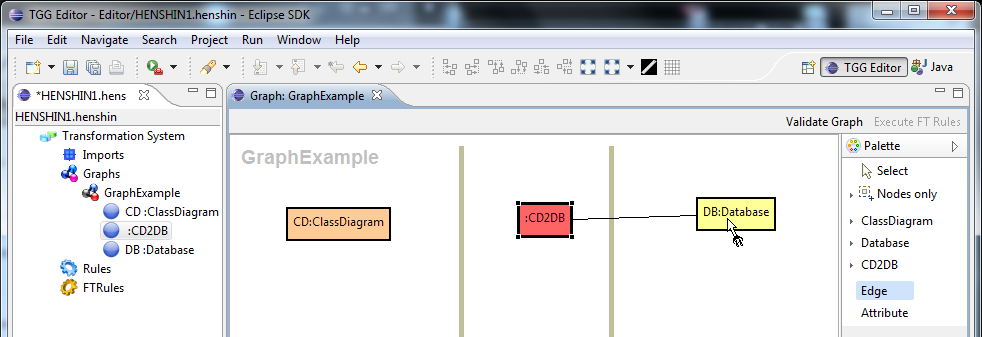 TGG Editor - Editor/HENSHIN1.henshin - Eclipse SDK
File Edit Navigate Search Project Run Window Help
TGG Editor Java
*HENSHIN1.hens
Graph: GraphExample
HENSHIN1.henshin
Validate Graph Execute FT Rules
Transformation System
Imports
Graphs
GraphExample
CD :ClassDiagram
:CD2DB
DB :Database
Rules
FTRules
GraphExample
CD:ClassDiagram
:CD2DB
DB:Database
Palette
Select
Nodes only
ClassDiagram
Database
CD2DB
Edge
Attribute